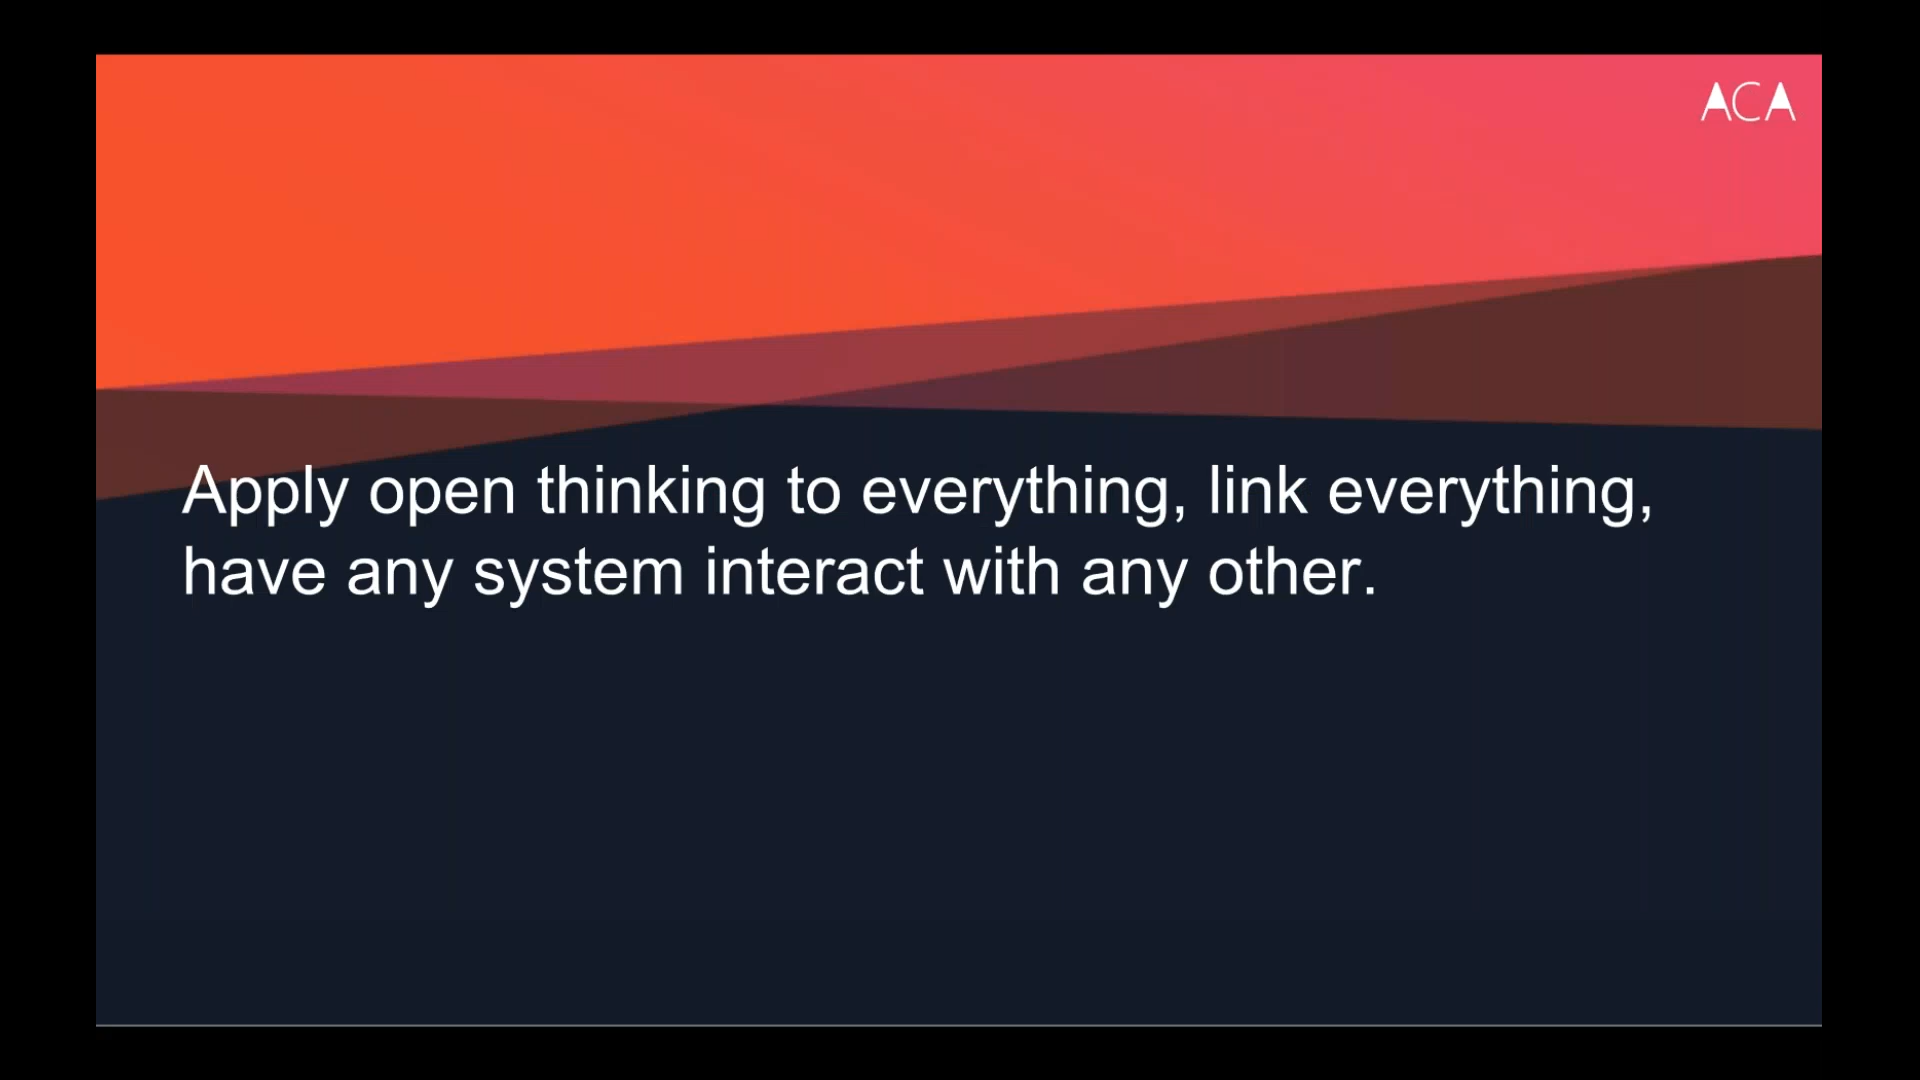 ACA
Apply open thinking to everything, link everything,
have any system interact with any other.